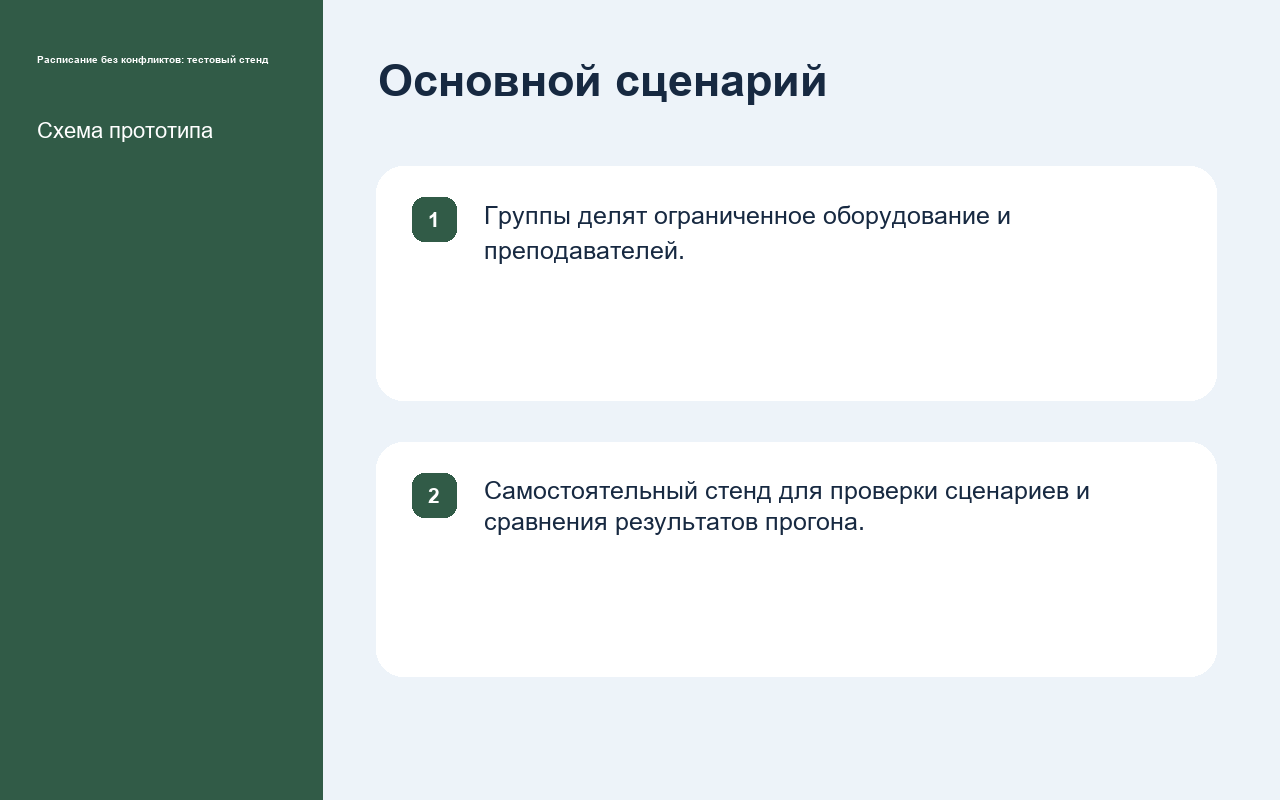 Расписание без конфликтов: тестовый стенд
Схема прототипа
Основной сценарий
1
Группы делят ограниченное оборудование и
преподавателей.
2
Самостоятельный стенд для проверки сценариев и
сравнения результатов прогона.